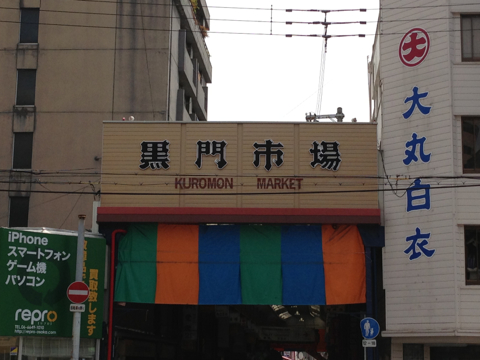 黒門市場
KUROMON MARKET
大
大丸白衣
iPhone
スマートフォン
ゲーム機
パソコン
repro
買取致します